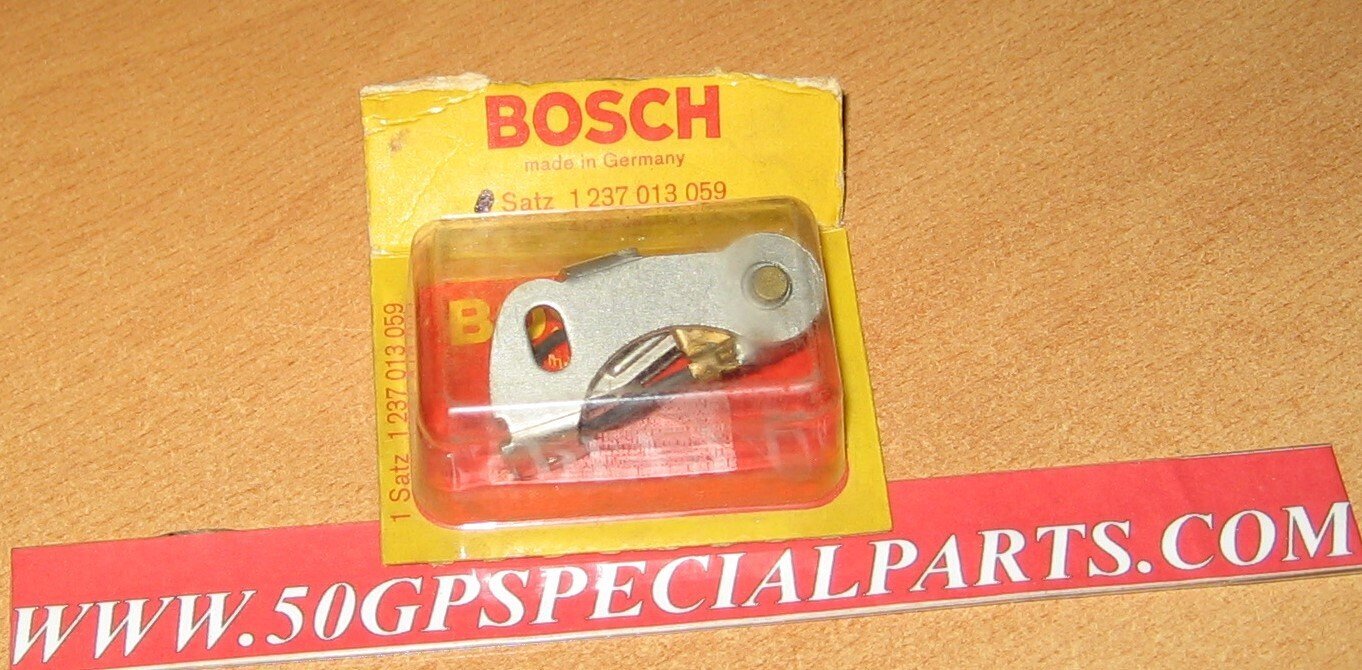 BOSCH
made in Germany
Satz 1 237 013 059
1 Satz 1 237 013 059
WWW.50GPSPECIALPARTS.COM